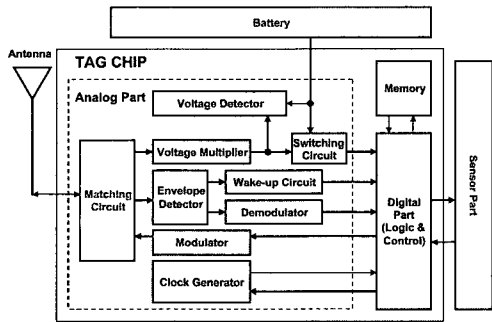 Battery
Antenna
TAG CHIP
Analog Part
Voltage Detector
Memory
Voltage Multiplier
Switching
Circuit
Matching
Circuit
Envelope
Detector
Wake-up Circuit
Demodulator
Modulator
Clock Generator
Digital
Part
(Logic &
Control)
Sensor Part